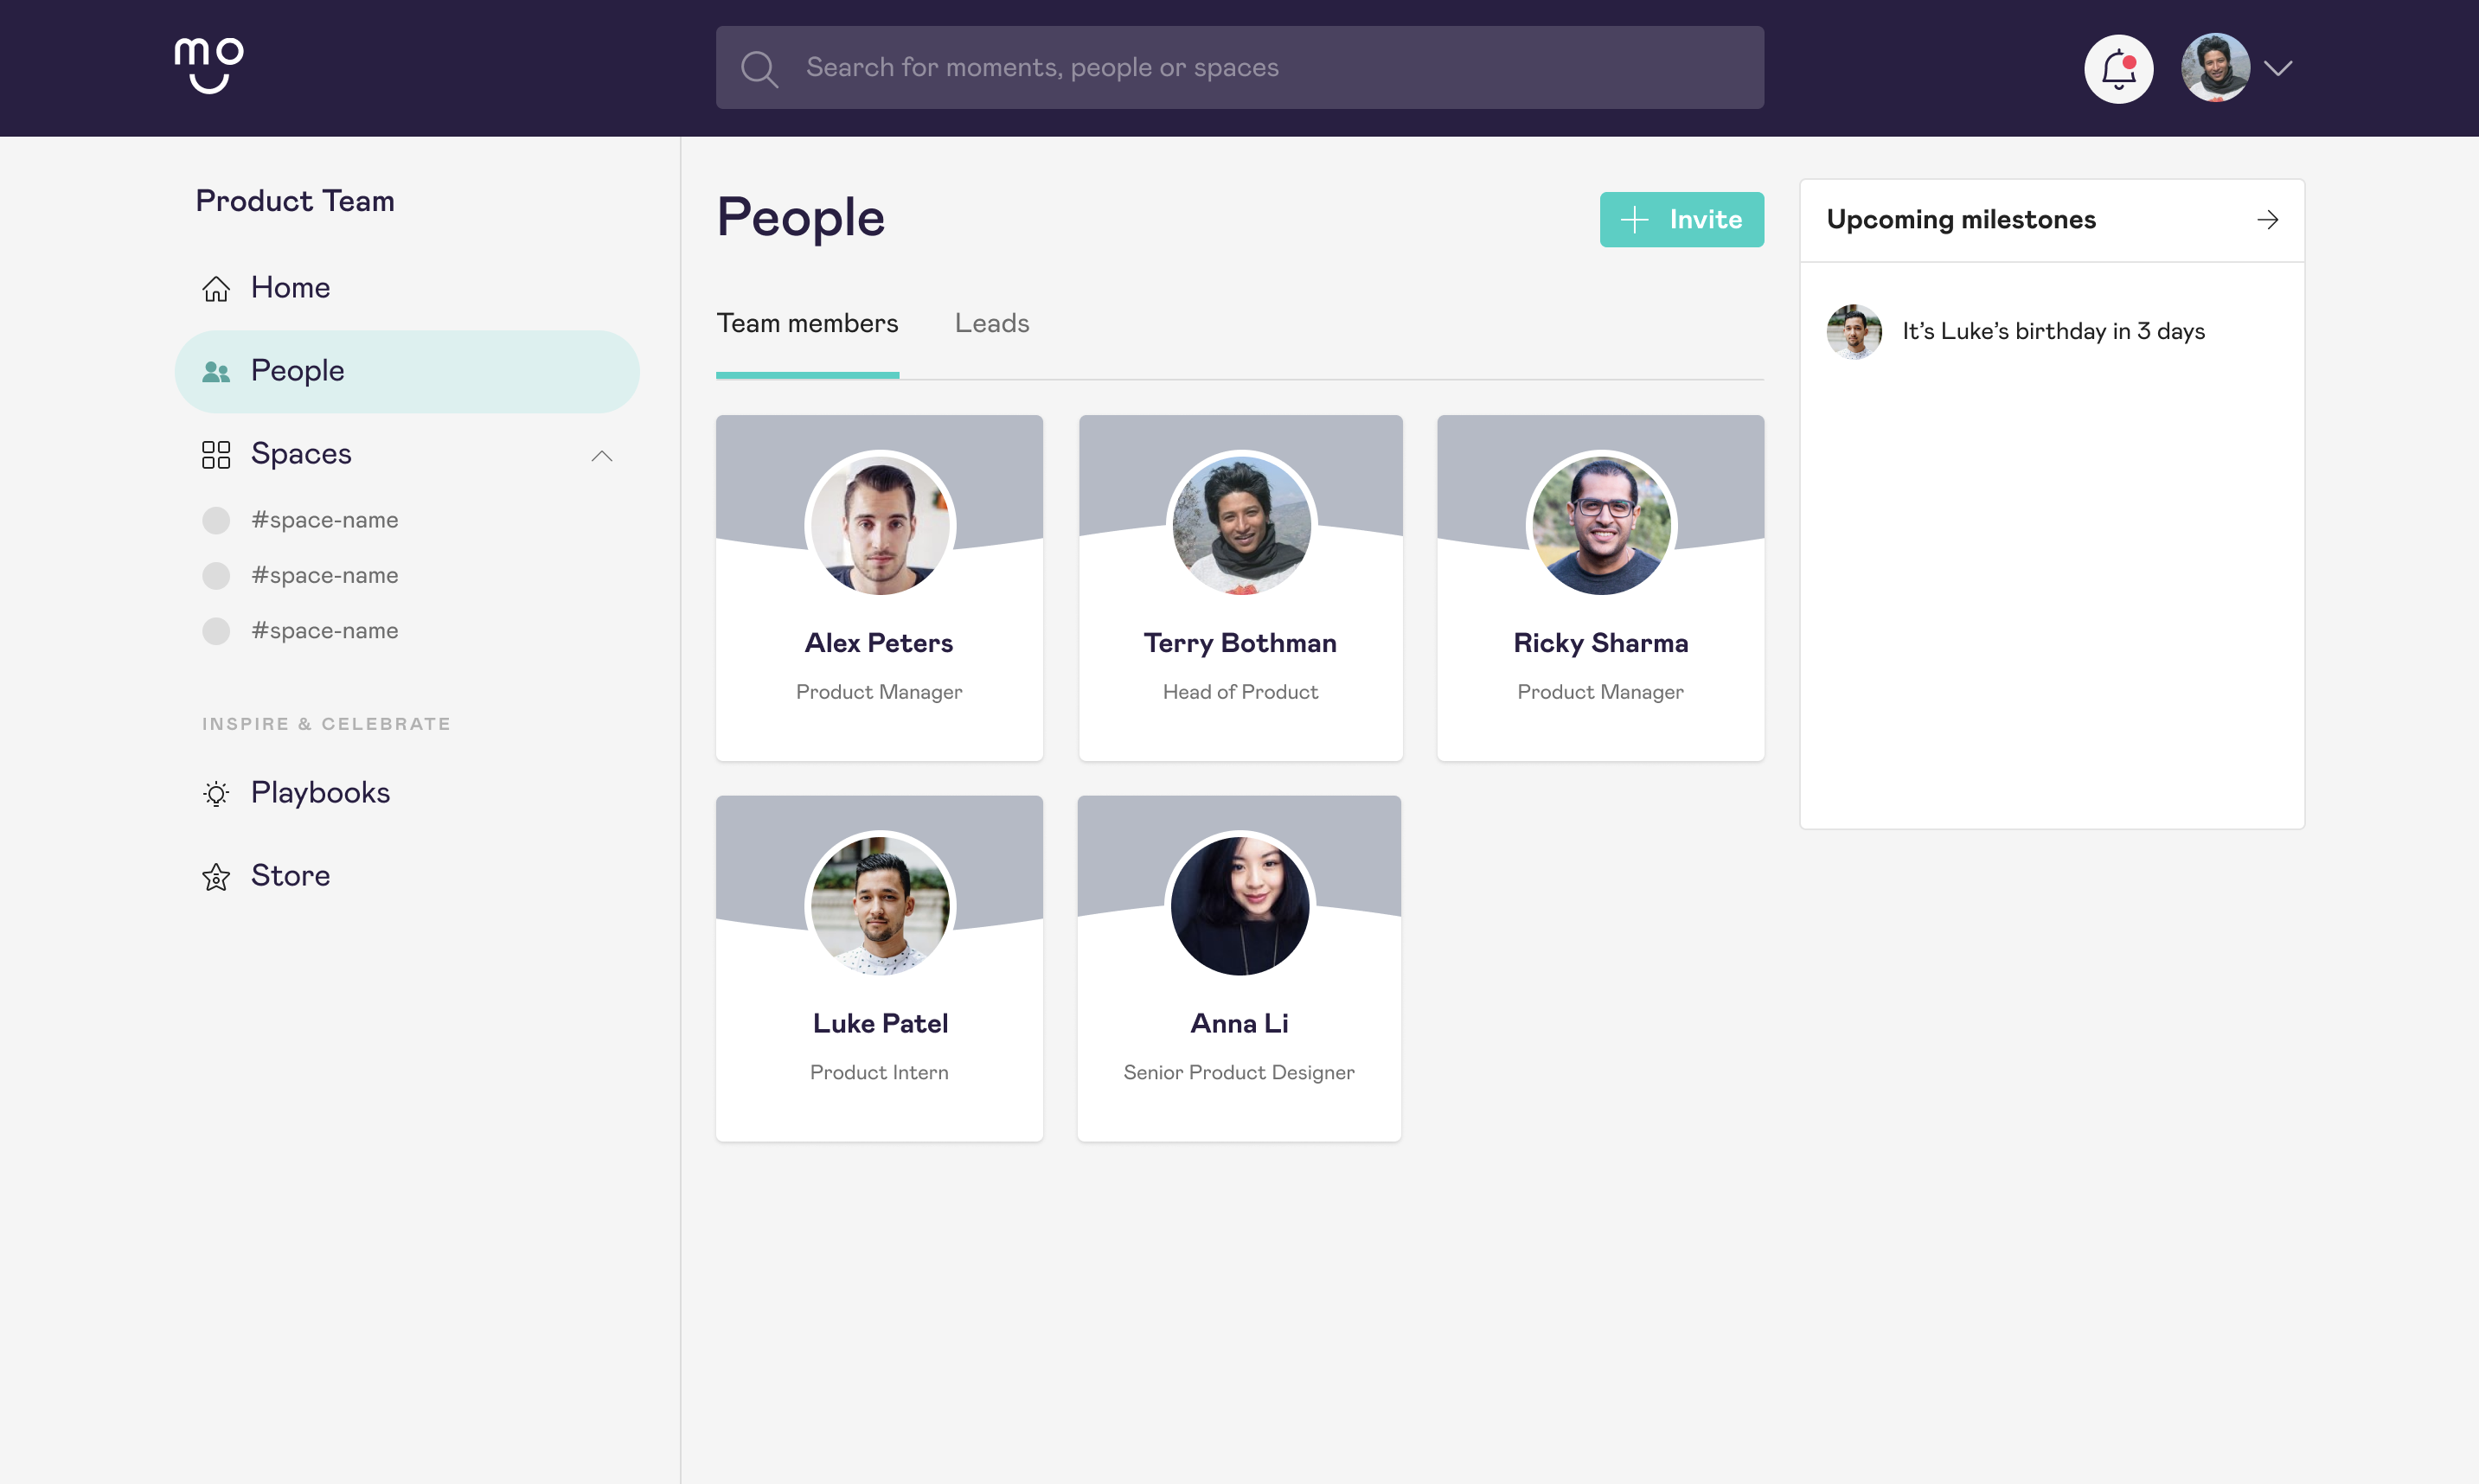 mo
Search for moments, people or spaces
Product Team
Home
People
Spaces
#space-name
#space-name
#space-name
INSPIRE & CELEBRATE
Playbooks
Store
People
Invite
Team members
Leads
Alex Peters
Product Manager
Terry Bothman
Head of Product
Ricky Sharma
Product Manager
Luke Patel
Product Intern
Anna Li
Senior Product Designer
Upcoming milestones
It’s Luke’s birthday in 3 days